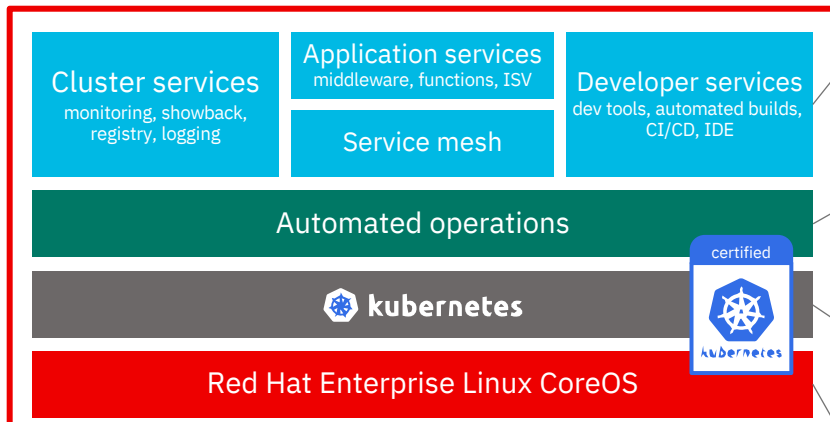 Cluster services
monitoring, showback,
registry, logging
Application services
middleware, functions, ISV
Service mesh
Developer services
dev tools, automated builds,
CI/CD, IDE
Automated operations
certified
kubernetes
kubernetes
Red Hat Enterprise Linux CoreOS